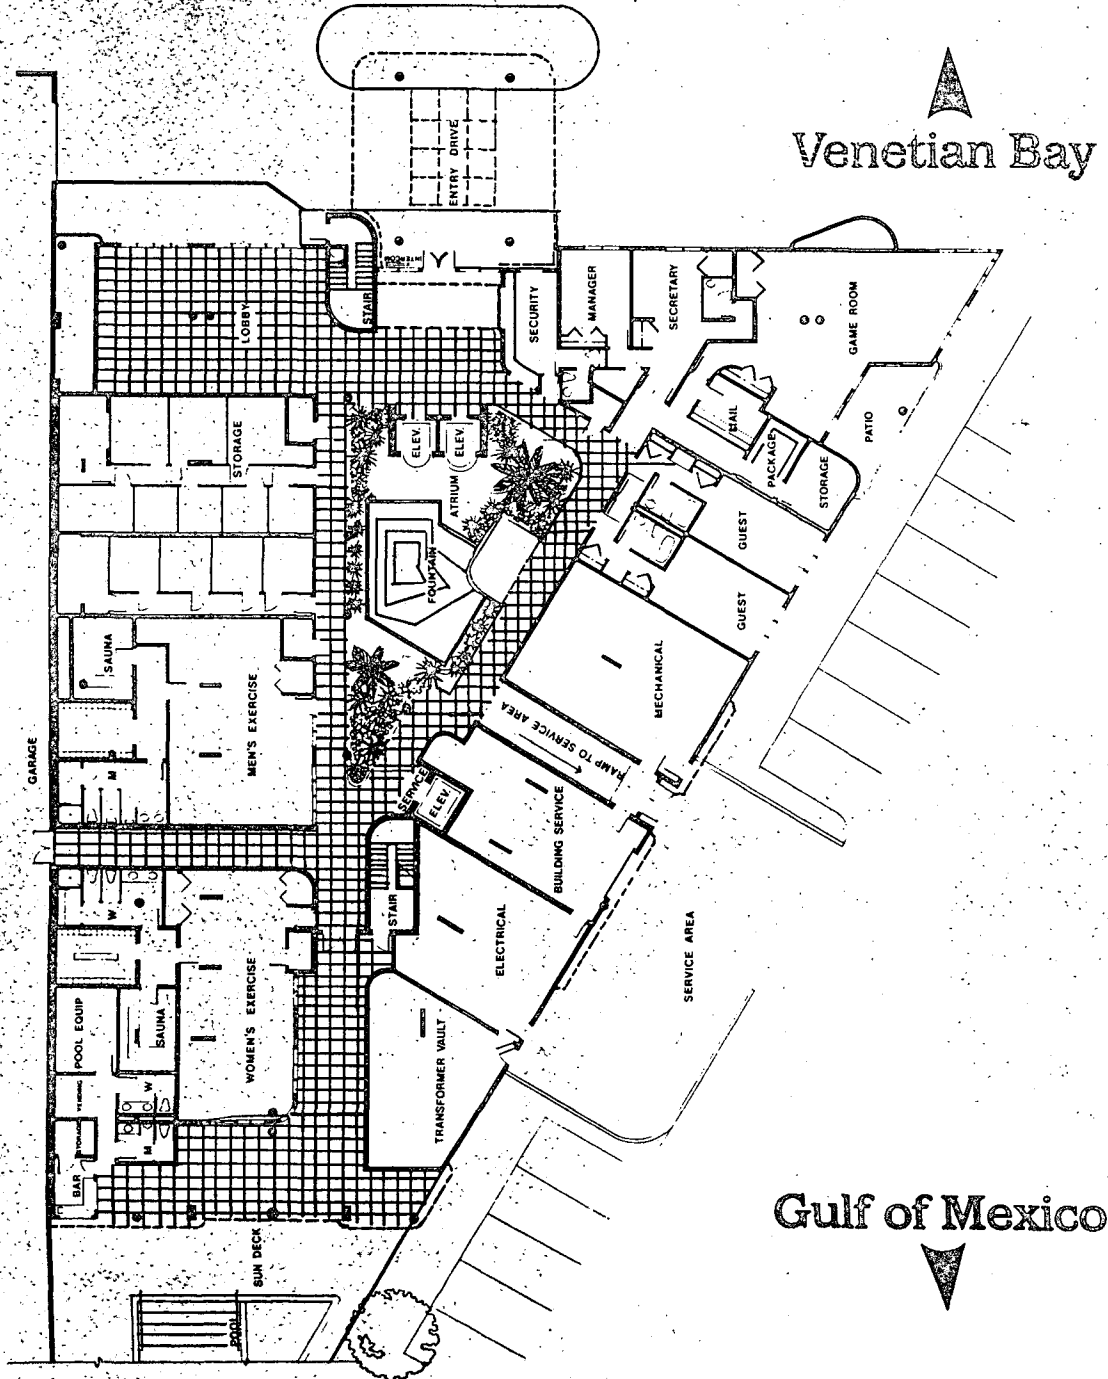 Venetian Bay
ENTRY DRIVE
INTERCOM
STAIR
LOBBY
SECURITY
MANAGER
SECRETARY
GAME ROOM
MAIL
PACKAGE
STORAGE
PATIO
STORAGE
ELEV.
ELEV.
ATRIUM
FOUNTAIN
GUEST
GUEST
MECHANICAL
SAUNA
MEN'S EXERCISE
M
GARAGE
RAMP TO SERVICE AREA
SERVICE
ELEV.
BUILDING SERVICE
STAIR
ELECTRICAL
SERVICE AREA
W
WOMEN'S EXERCISE
POOL EQUIP
SAUNA
VENDING
W
STORAGE
M
BAR
TRANSFORMER VAULT
SUN DECK
POOL
Gulf of Mexico